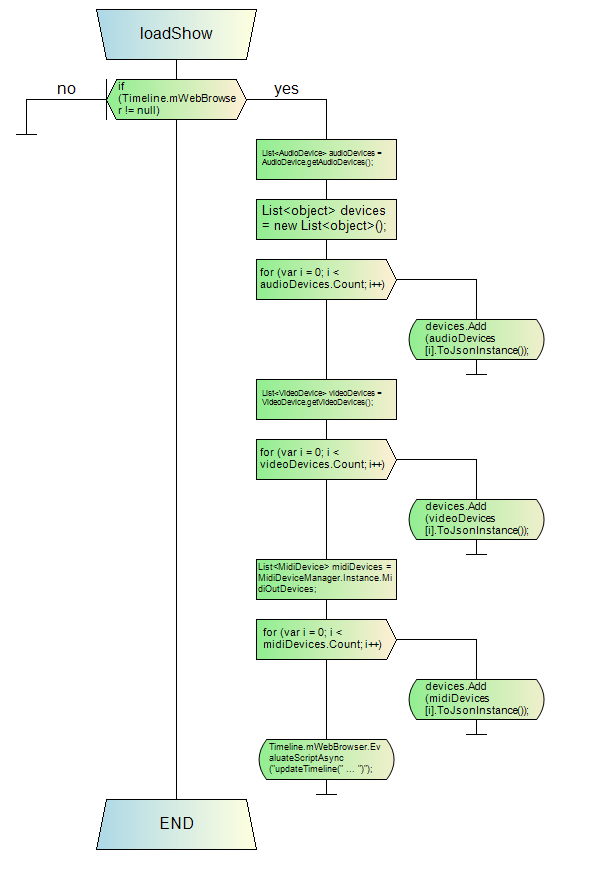 loadShow
no
if
(Timeline.mWebBrowse
r != null)
yes
List<AudioDevice> audioDevices =
AudioDevice.getAudioDevices();
List<object> devices
= new List<object>();
for (var i = 0; i <
audioDevices.Count; i++)
devices.Add
(audioDevices
[i].ToJsonInstance());
List<VideoDevice> videoDevices =
VideoDevice.getVideoDevices();
for (var i = 0; i <
videoDevices.Count; i++)
devices.Add
(videoDevices
[i].ToJsonInstance());
List<MidiDevice> midiDevices =
MidiDeviceManager.Instance.Mi
diOutDevices;
for (var i = 0; i <
midiDevices.Count; i++)
devices.Add
(midiDevices
[i].ToJsonInstance());
Timeline.mWebBrowser.Ev
aluateScriptAsync
("updateTimeline(" ... ")");
END